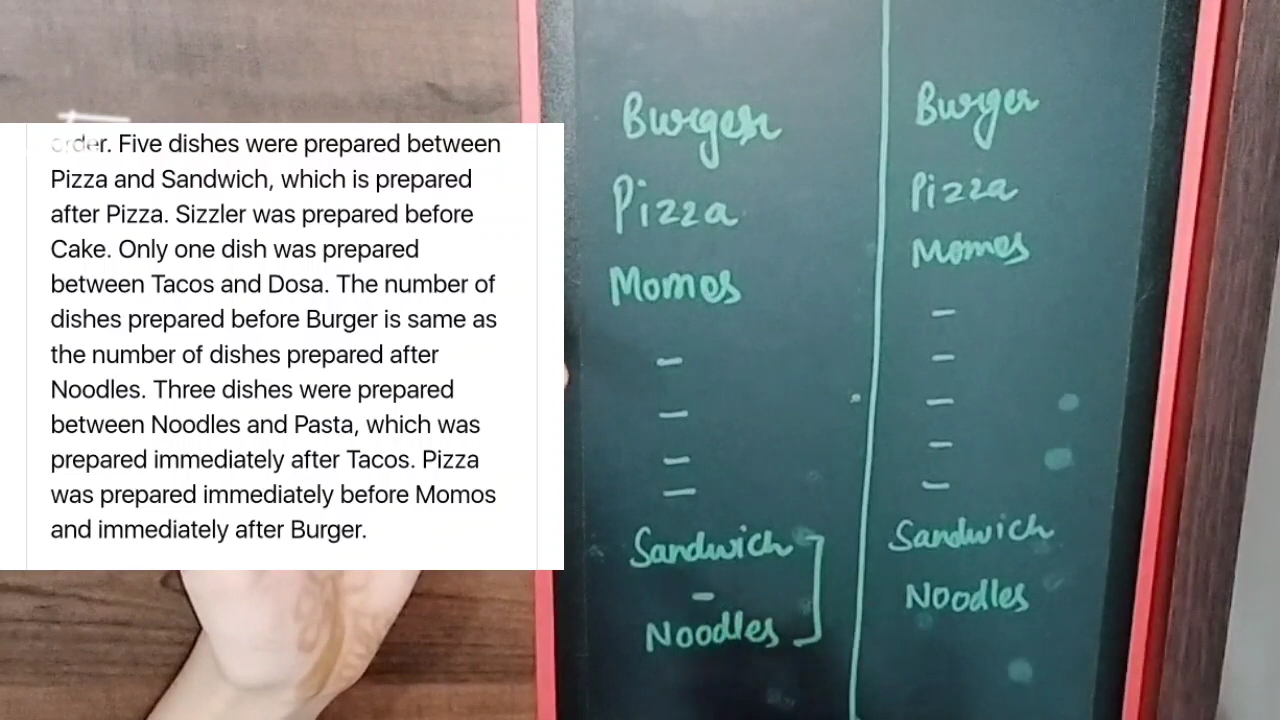 order. Five dishes were prepared between
Pizza and Sandwich, which is prepared
after Pizza. Sizzler was prepared before
Cake. Only one dish was prepared
between Tacos and Dosa. The number of
dishes prepared before Burger is same as
the number of dishes prepared after
Noodles. Three dishes were prepared
between Noodles and Pasta, which was
prepared immediately after Tacos. Pizza
was prepared immediately before Momos
and immediately after Burger.
Burger
Pizza
Momos
-
-
-
-
Sandwich
-
Noodles
Burger
Pizza
Momos
-
-
-
-
-
Sandwich
Noodles